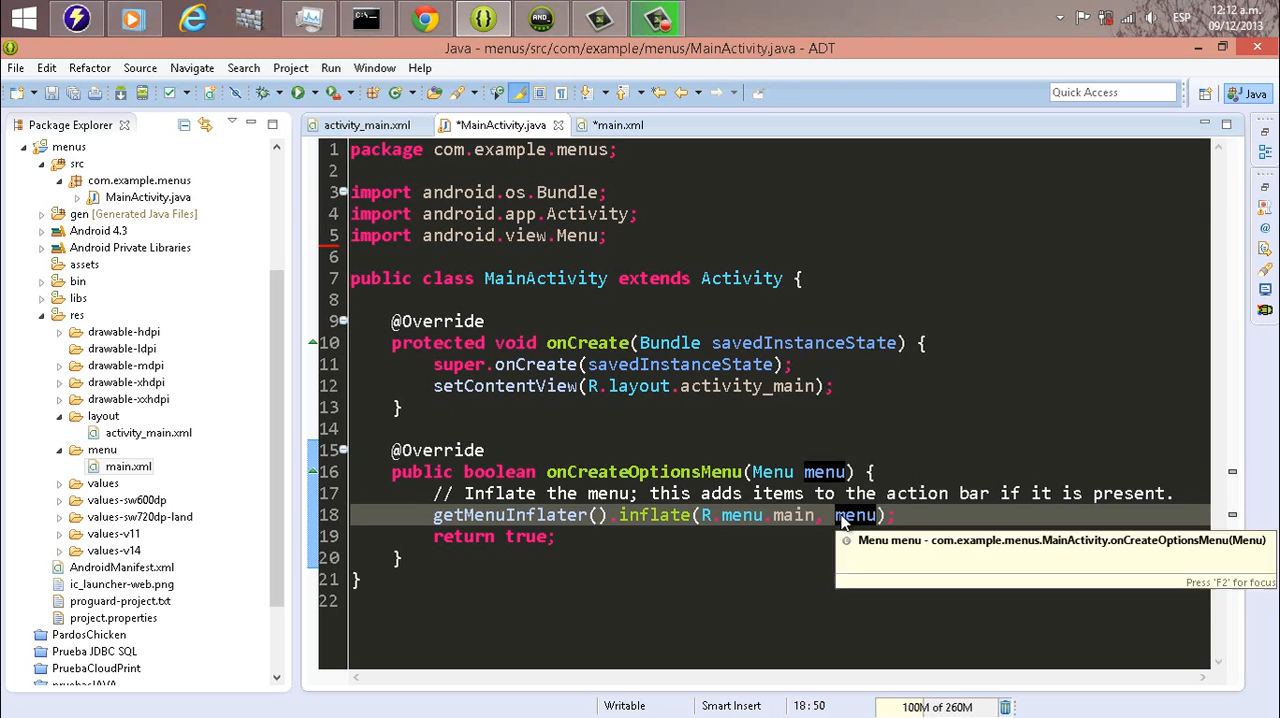 12:12 a.m.
ESP
09/12/2013
Java - menus/src/com/example/menus/MainActivity.java - ADT
File Edit Refactor Source Navigate Search Project Run Window Help
Quick Access
Java
Package Explorer
activity_main.xml
*MainActivity.java
*main.xml
menus
src
com.example.menus
MainActivity.java
gen [Generated Java Files]
Android 4.3
Android Private Libraries
assets
bin
libs
res
drawable-hdpi
drawable-ldpi
drawable-mdpi
drawable-xhdpi
drawable-xxhdpi
layout
activity_main.xml
menu
main.xml
values
values-sw600dp
values-sw720dp-land
values-v11
values-v14
AndroidManifest.xml
ic_launcher-web.png
proguard-project.txt
project.properties
PardosChicken
Prueba JDBC SQL
PruebaCloudPrint
pruebasJAVA
1 package com.example.menus;
2
3 import android.os.Bundle;
4 import android.app.Activity;
5 import android.view.Menu;
6
7 public class MainActivity extends Activity {
8
9 @Override
10 protected void onCreate(Bundle savedInstanceState) {
11 super.onCreate(savedInstanceState);
12 setContentView(R.layout.activity_main);
13 }
14
15 @Override
16 public boolean onCreateOptionsMenu(Menu menu) {
17 // Inflate the menu; this adds items to the action bar if it is present.
18 getMenuInflater().inflate(R.menu.main, menu);
19 return true;
20 }
21 }
22
Menu menu - com.example.menus.MainActivity.onCreateOptionsMenu(Menu)
Press 'F2' for focus
Writable
Smart Insert
18:50
100M of 260M